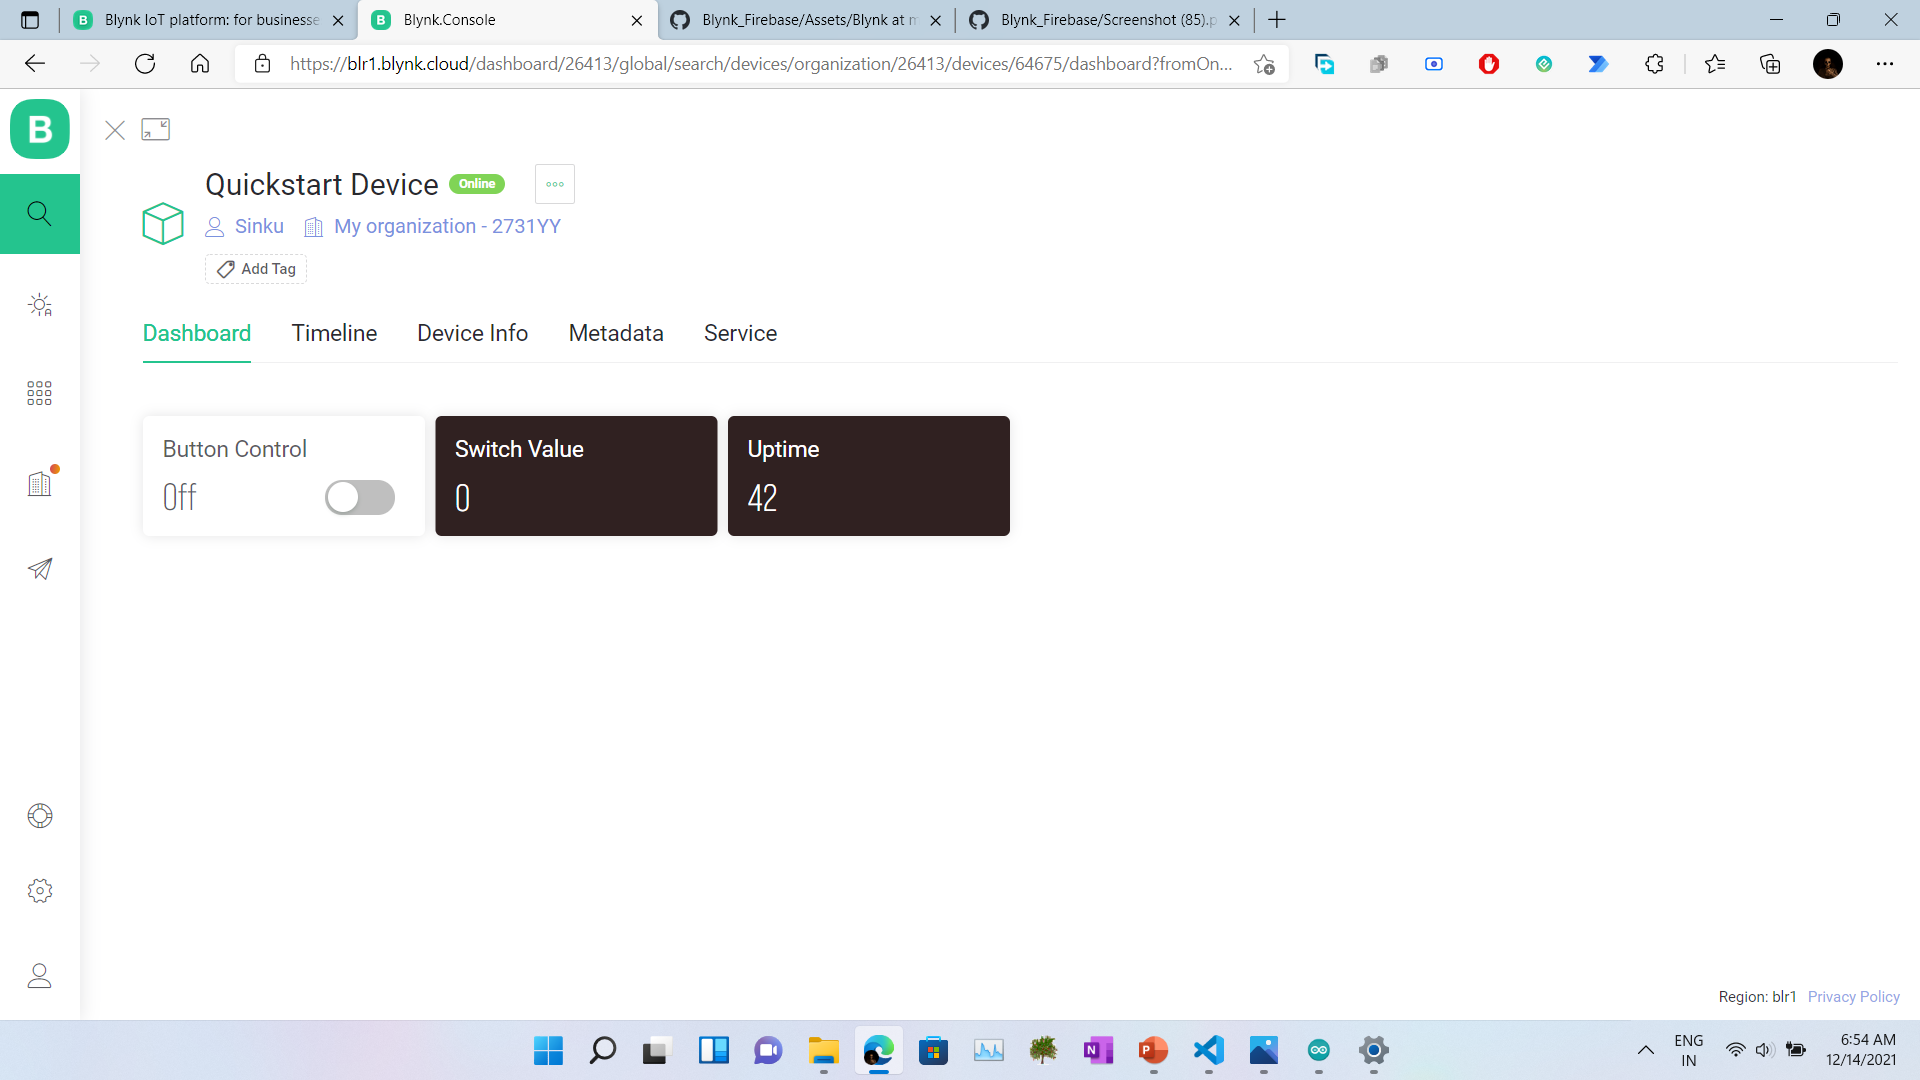 Blynk IoT platform: for businesse
Blynk.Console
Blynk_Firebase/Assets/Blynk at m
Blynk_Firebase/Screenshot (85).p
https://blr1.blynk.cloud/dashboard/26413/global/search/devices/organization/26413/devices/64675/dashboard?fromOn...
B
Quickstart Device Online
Sinku My organization - 2731YY
Add Tag
Dashboard Timeline Device Info Metadata Service
Button Control
Off
Switch Value
0
Uptime
42
Region: blr1 Privacy Policy
ENG
IN
6:54 AM
12/14/2021